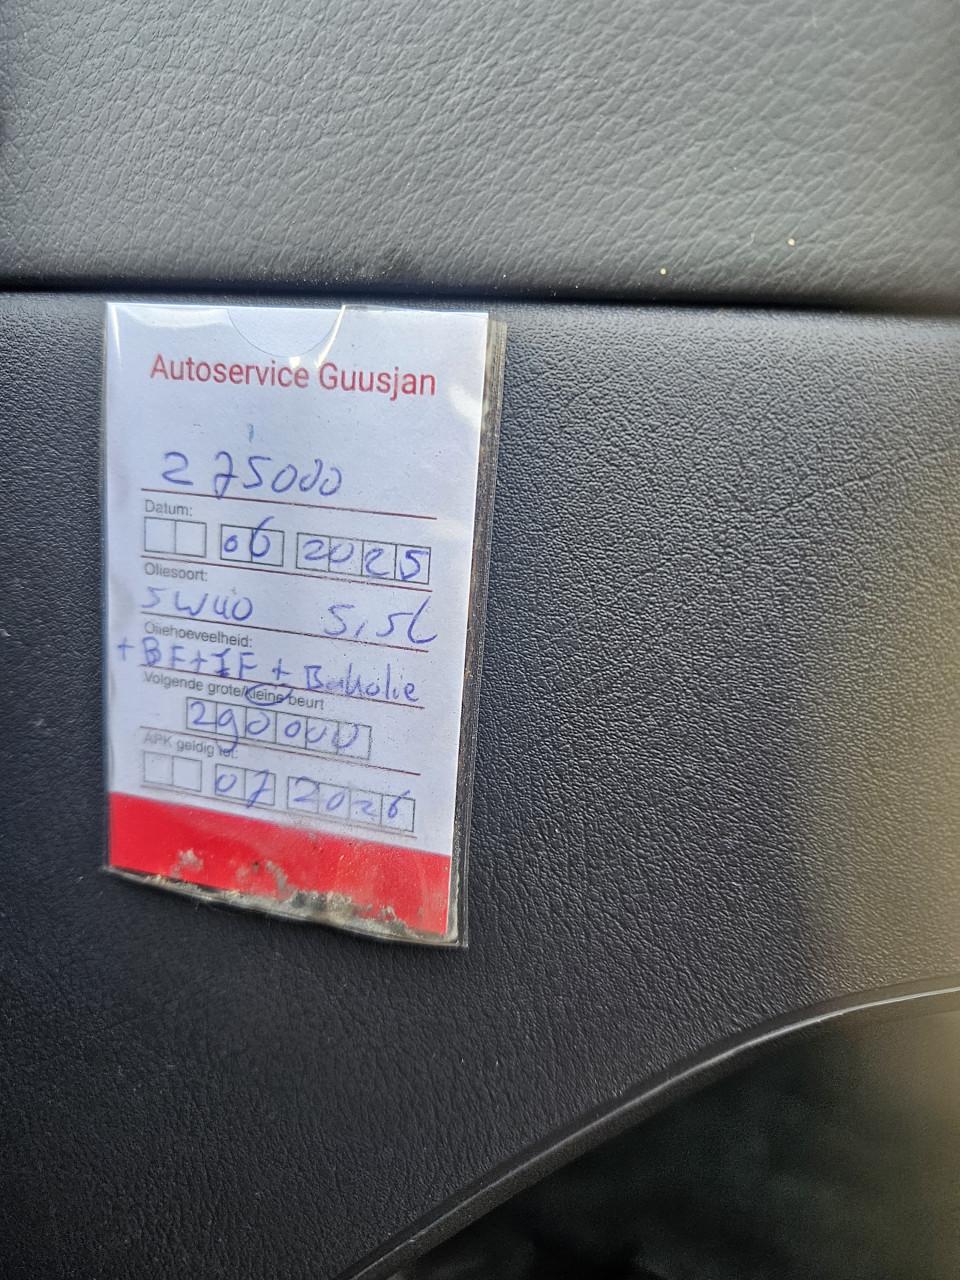 Autoservice Guusjan
275000
Datum:
06 2025
Oliesoort:
5W40 5,5L
Oliehoeveelheid:
+ BF + IF + Bakolie
Volgende grote/kleine beurt
290000
APK geldig tot:
07 2026